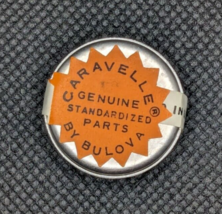 CARAVELLE®
GENUINE
STANDARDIZED
PARTS
BY BULOVA
IN